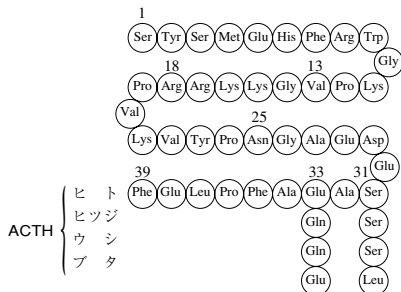 1
Ser Tyr Ser Met Glu His Phe Arg Trp
Gly
18 13
Pro Arg Arg Lys Lys Gly Val Pro Lys
Val
25
Lys Val Tyr Pro Asn Gly Ala Glu Asp
Glu
39 33 31
ACTH
ヒト Phe Glu Leu Pro Phe Ala Glu Ala Ser
ヒツジ Gln Ser
ウシ Gln Ser
ブタ Glu Leu